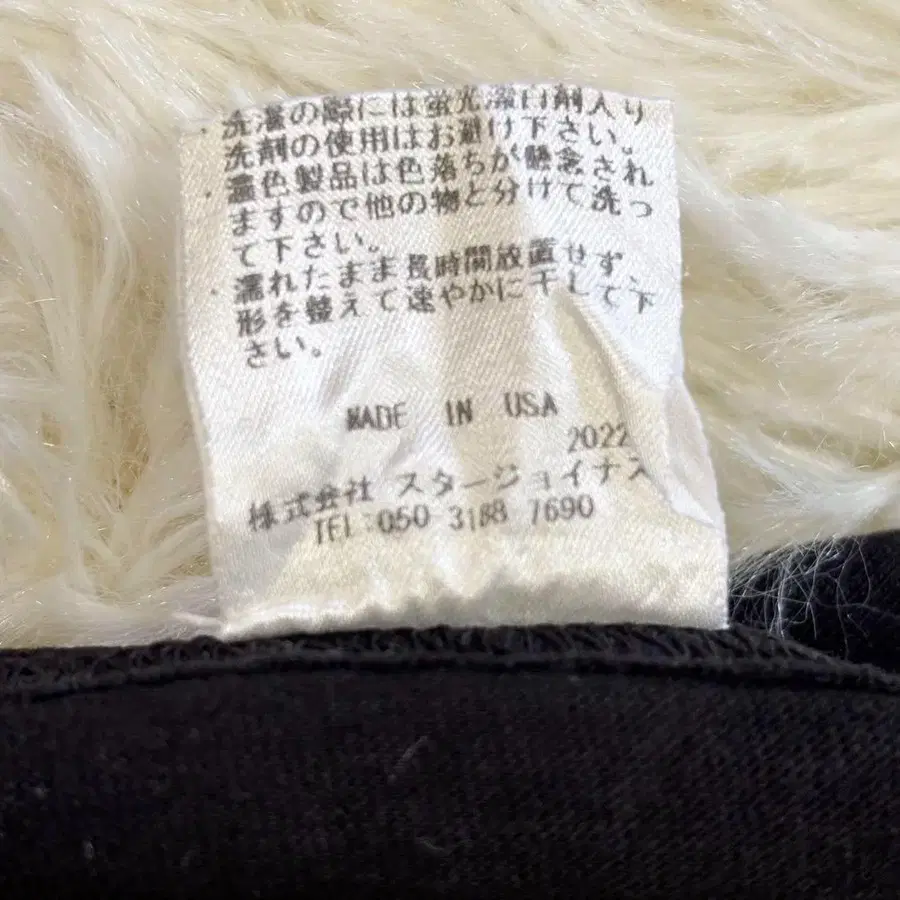 ・洗濯の際には蛍光漂白剤入り
洗剤の使用はお避け下さい。
・濃色製品は色落ちが懸念され
ますので他の物と分けて洗っ
て下さい。
・濡れたまま長時間放置せず、
形を整えて速やかに干して下
さい。
MADE IN USA
2022
株式会社 スタージョイナス
TEL:050 3188 7690